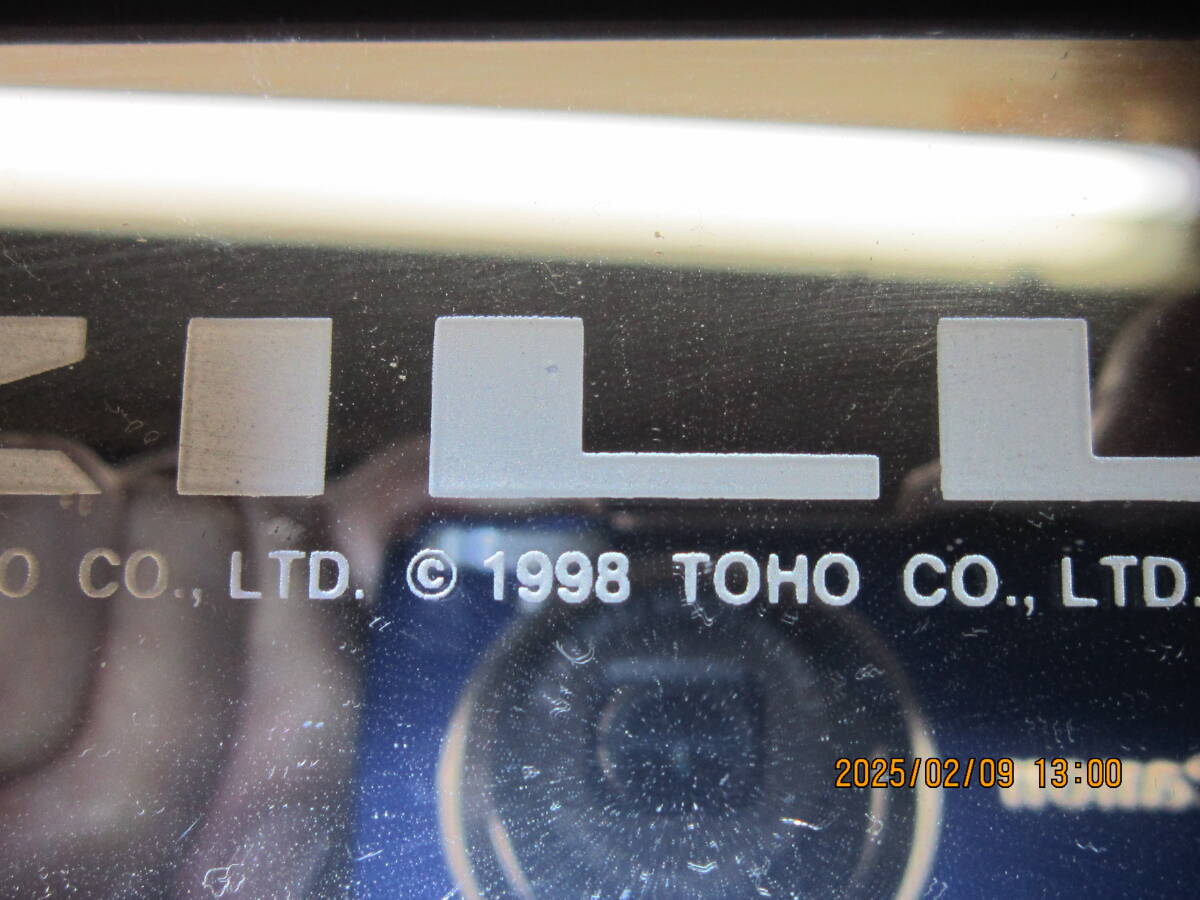 ZILL
O CO., LTD. © 1998 TOHO CO., LTD.
2025/02/09 13:00